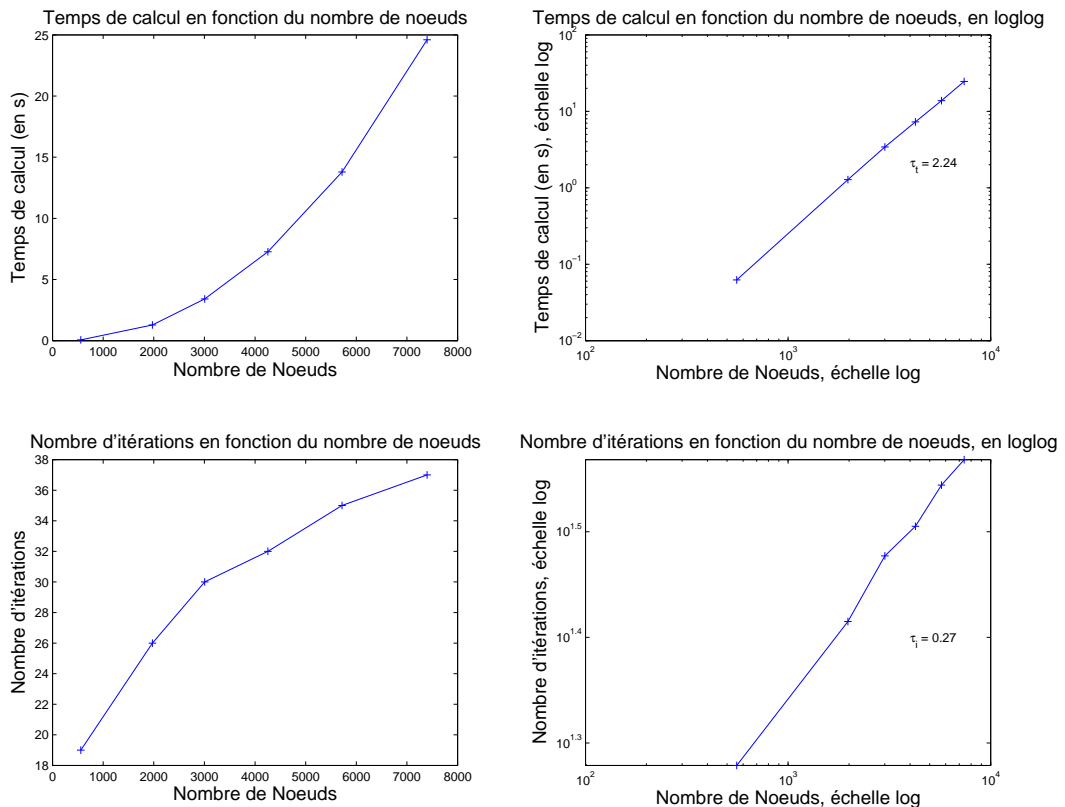 Temps de calcul en fonction du nombre de noeuds
25
20
15
10
5
0
Temps de calcul (en s)
0 1000 2000 3000 4000 5000 6000 7000 8000
Nombre de Noeuds
Temps de calcul en fonction du nombre de noeuds, en loglog
10^2
10^1
10^0
10^-1
10^-2
Temps de calcul (en s), échelle log
τ_t = 2.24
10^2 10^3 10^4
Nombre de Noeuds, échelle log
Nombre d'itérations en fonction du nombre de noeuds
38
36
34
32
30
28
26
24
22
20
18
Nombre d'itérations
0 1000 2000 3000 4000 5000 6000 7000 8000
Nombre de Noeuds
Nombre d'itérations en fonction du nombre de noeuds, en loglog
10^1.5
10^1.4
10^1.3
Nombre d'itérations, échelle log
τ_i = 0.27
10^2 10^3 10^4
Nombre de Noeuds, échelle log